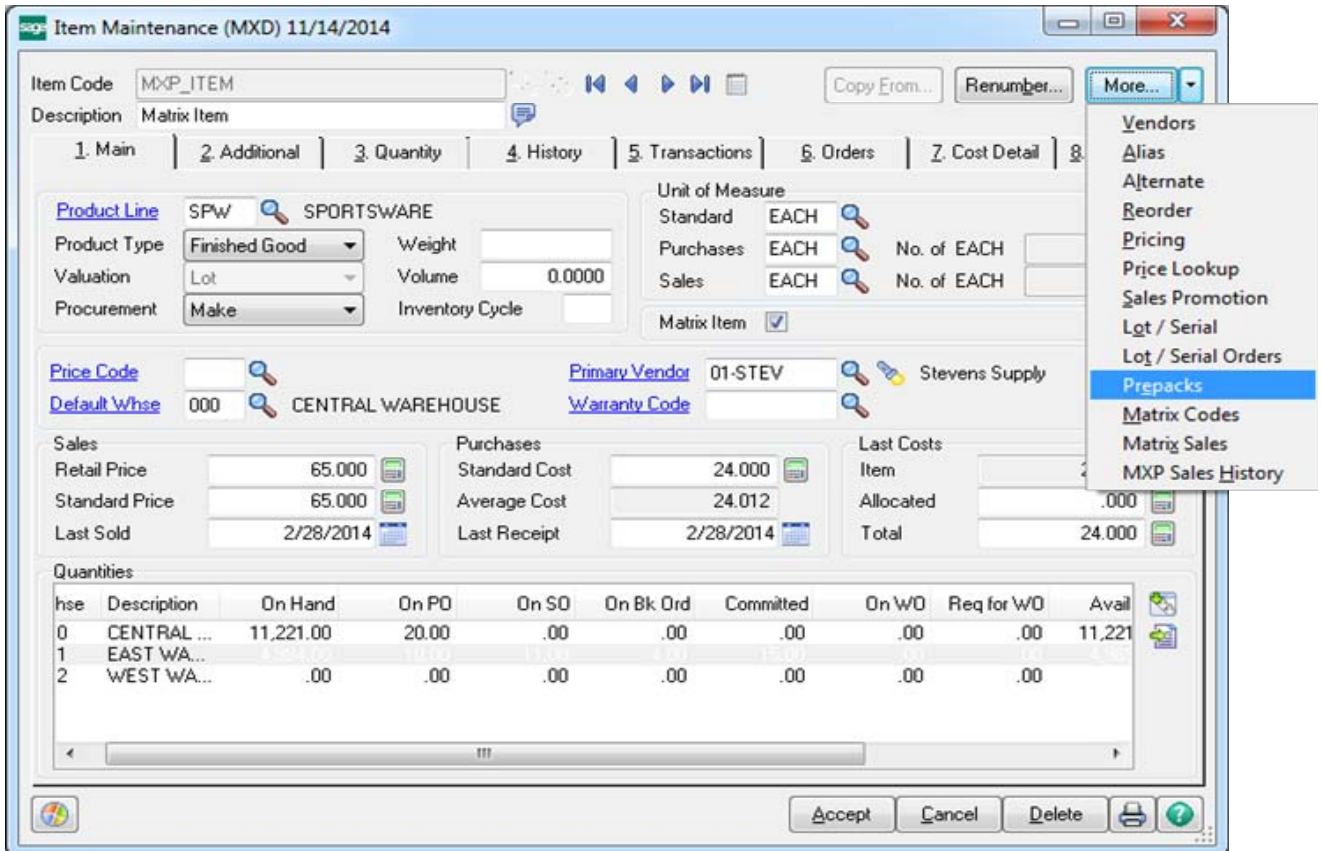 sage Item Maintenance (MXD) 11/14/2014
Item Code MXP_ITEM Copy From... Renumber... More...
Description Matrix Item
1. Main 2. Additional 3. Quantity 4. History 5. Transactions 6. Orders 7. Cost Detail 8.
Vendors
Alias
Alternate
Reorder
Pricing
Price Lookup
Sales Promotion
Lot / Serial
Lot / Serial Orders
Prepacks
Matrix Codes
Matrix Sales
MXP Sales History
Product Line SPW SPORTSWARE
Product Type Finished Good Weight
Valuation Lot Volume 0.0000
Procurement Make Inventory Cycle
Unit of Measure
Standard EACH
Purchases EACH No. of EACH
Sales EACH No. of EACH
Matrix Item
Price Code Primary Vendor 01-STEV Stevens Supply
Default Whse 000 CENTRAL WAREHOUSE Warranty Code
Sales
Retail Price 65.000
Standard Price 65.000
Last Sold 2/28/2014
Purchases
Standard Cost 24.000
Average Cost 24.012
Last Receipt 2/28/2014
Last Costs
Item
Allocated .000
Total 24.000
Quantities
hse Description On Hand On PO On SO On Bk Ord Committed On WO Req for WO Avail
0 CENTRAL ... 11,221.00 20.00 .00 .00 .00 .00 .00 11,221
1 EAST WA...
2 WEST WA... .00 .00 .00 .00 .00 .00 .00
Accept Cancel Delete